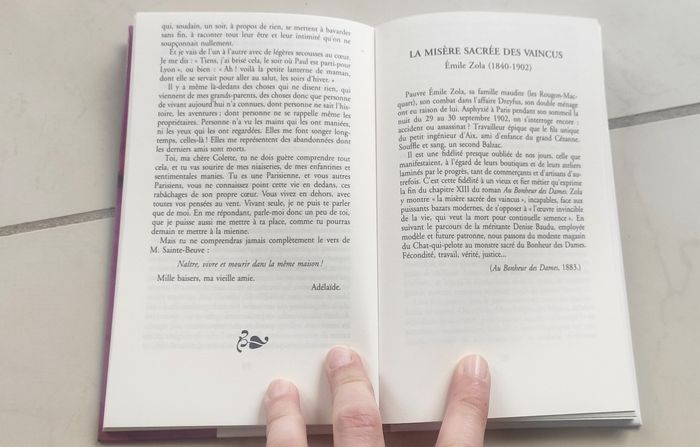 qui, soudain, un soir, à propos de rien, se mettent à bavarder
sans fin, à raconter tout leur être et leur intimité qu'on ne
soupçonnait nullement.
Et je vais de l'un à l'autre avec de légères secousses au cœur.
Je me dis : « Tiens, j'ai brisé cela, le soir où Paul est parti pour
Lyon », ou bien : « Ah ! voilà la petite lanterne de maman,
dont elle se servait pour aller au salut, les soirs d'hiver. »
Il y a même là-dedans des choses qui ne disent rien, qui
viennent de mes grands-parents, des choses donc que personne
de vivant aujourd'hui n'a connues, dont personne ne sait l'his-
toire, les aventures ; dont personne ne se rappelle même les
propriétaires. Personne n'a vu les mains qui les ont maniées,
ni les yeux qui les ont regardées. Elles me font songer long-
temps, celles-là ! Elles me représentent des abandonnées dont
les derniers amis sont morts.
Toi, ma chère Colette, tu ne dois guère comprendre tout
cela, et tu vas sourire de mes niaiseries, de mes enfantines et
sentimentales manies. Tu es une Parisienne, et vous autres
Parisiens, vous ne connaissez point cette vie en dedans, ces
rabâchages de son propre cœur. Vous vivez en dehors, avec
toutes vos pensées au vent. Vivant seule, je ne puis te parler
que de moi. En me répondant, parle-moi donc un peu de toi,
que je puisse aussi me mettre à ta place, comme tu pourras
demain te mettre à la mienne.
Mais tu ne comprendras jamais complètement le vers de
M. Sainte-Beuve :
Naître, vivre et mourir dans la même maison !
Mille baisers, ma vieille amie.
Adélaïde.
LA MISÈRE SACRÉE DES VAINCUS
Émile Zola (1840-1902)
Pauvre Émile Zola, sa famille maudite (les Rougon-Mac-
quart), son combat dans l'affaire Dreyfus, son double ménage
ont eu raison de lui. Asphyxié à Paris pendant son sommeil la
nuit du 29 au 30 septembre 1902, on s'interroge encore :
accident ou assassinat ? Travailleur épique que le fils unique
du petit ingénieur d'Aix, ami d'enfance du grand Cézanne.
Souffle et sang, un second Balzac.
Il est une fidélité presque oubliée de nos jours, celle que
manifestaient, à l'égard de leurs boutiques et de leurs ateliers
laminés par le progrès, tant de commerçants et d'artisans d'au-
trefois. C'est cette fidélité à un vieux et fier métier qu'exprime
la fin du chapitre XIII du roman Au Bonheur des Dames. Zola
y montre « la misère sacrée des vaincus », incapables, face aux
puissants bazars modernes, de s'opposer à « l'œuvre invincible
de la vie, qui veut la mort pour continuelle semence ». En
suivant le parcours de la méritante Denise Baudu, employée
modèle et future patronne, nous passons du modeste magasin
du Chat-qui-pelote au monstre sacré du Bonheur des Dames.
Fécondité, travail, vérité, justice...
(Au Bonheur des Dames, 1883.)